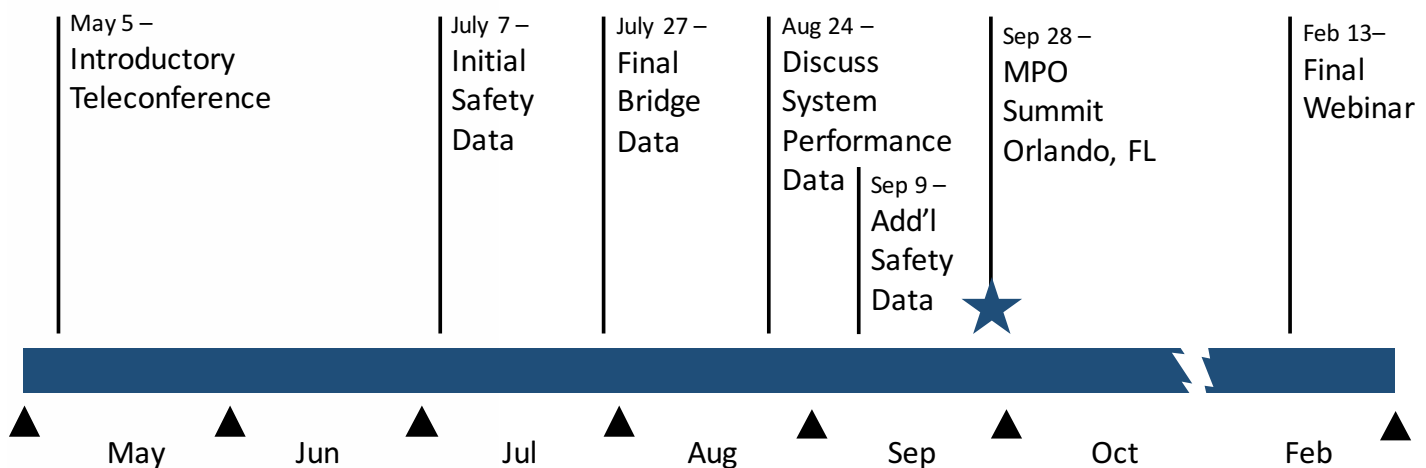 May 5 –
Introductory
Teleconference
July 7 –
Initial
Safety
Data
July 27 –
Final
Bridge
Data
Aug 24 –
Discuss
System
Performance
Data
Sep 9 –
Add’l
Safety
Data
Sep 28 –
MPO
Summit
Orlando, FL
Feb 13–
Final
Webinar
May
Jun
Jul
Aug
Sep
Oct
Feb